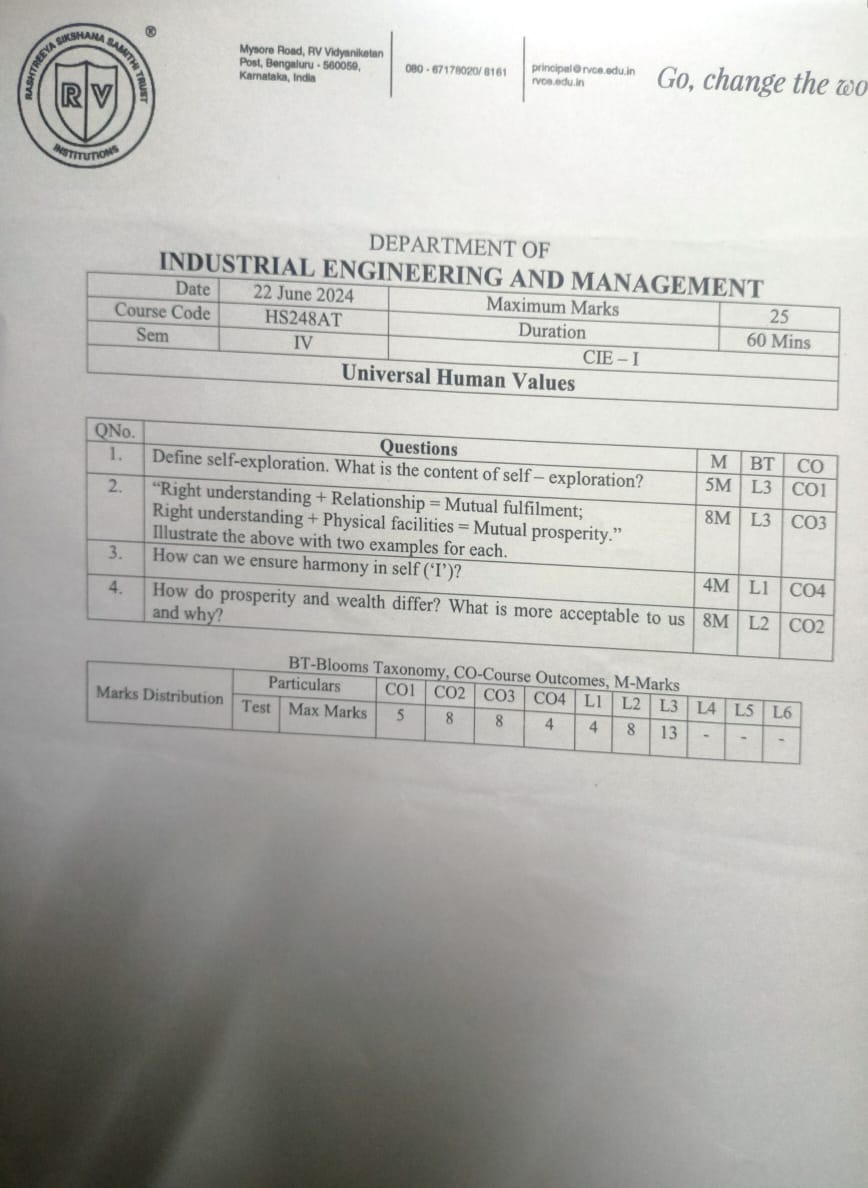 RASHTREEYA SIKSHANA SAMITHI TRUST
®
RV
INSTITUTIONS
Mysore Road, RV Vidyaniketan
Post, Bengaluru - 560059,
Karnataka, India
080 - 67178020/ 8161
principal@rvce.edu.in
rvce.edu.in
Go, change the wo
DEPARTMENT OF
INDUSTRIAL ENGINEERING AND MANAGEMENT
Date 22 June 2024 Maximum Marks 25
Course Code HS248AT Duration 60 Mins
Sem IV CIE – I
Universal Human Values
QNo. Questions M BT CO
1. Define self-exploration. What is the content of self – exploration? 5M L3 CO1
2. “Right understanding + Relationship = Mutual fulfilment; 8M L3 CO3
Right understanding + Physical facilities = Mutual prosperity.”
Illustrate the above with two examples for each.
3. How can we ensure harmony in self (‘I’)? 4M L1 CO4
4. How do prosperity and wealth differ? What is more acceptable to us 8M L2 CO2
and why?
BT-Blooms Taxonomy, CO-Course Outcomes, M-Marks
Marks Distribution Particulars CO1 CO2 CO3 CO4 L1 L2 L3 L4 L5 L6
Test Max Marks 5 8 8 4 4 8 13 - - -